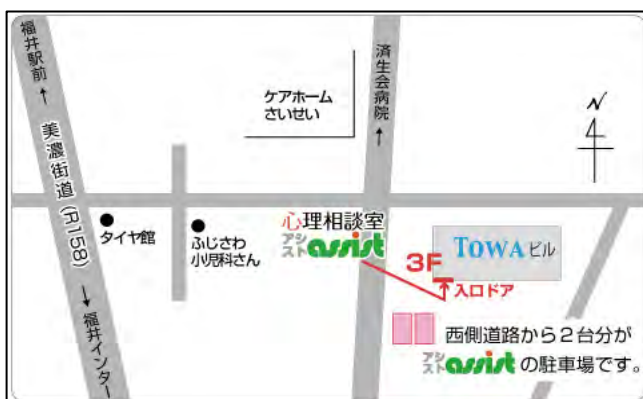 福井駅前
↑
美濃街道(R158)
↓
福井インター
済生会病院
↑
ケアホーム
さいせい
N
●
タイヤ館
●
ふじさわ
小児科さん
心理相談室
アシスト assist
3F
TOWAビル
入口ドア
西側道路から2台分が
アシスト assist の駐車場です。